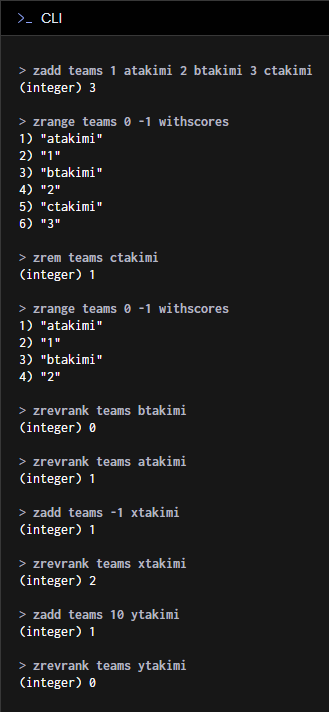 >_ CLI
> zadd teams 1 atakimi 2 btakimi 3 ctakimi
(integer) 3
> zrange teams 0 -1 withscores
1) "atakimi"
2) "1"
3) "btakimi"
4) "2"
5) "ctakimi"
6) "3"
> zrem teams ctakimi
(integer) 1
> zrange teams 0 -1 withscores
1) "atakimi"
2) "1"
3) "btakimi"
4) "2"
> zrevrank teams btakimi
(integer) 0
> zrevrank teams atakimi
(integer) 1
> zadd teams -1 xtakimi
(integer) 1
> zrevrank teams xtakimi
(integer) 2
> zadd teams 10 ytakimi
(integer) 1
> zrevrank teams ytakimi
(integer) 0